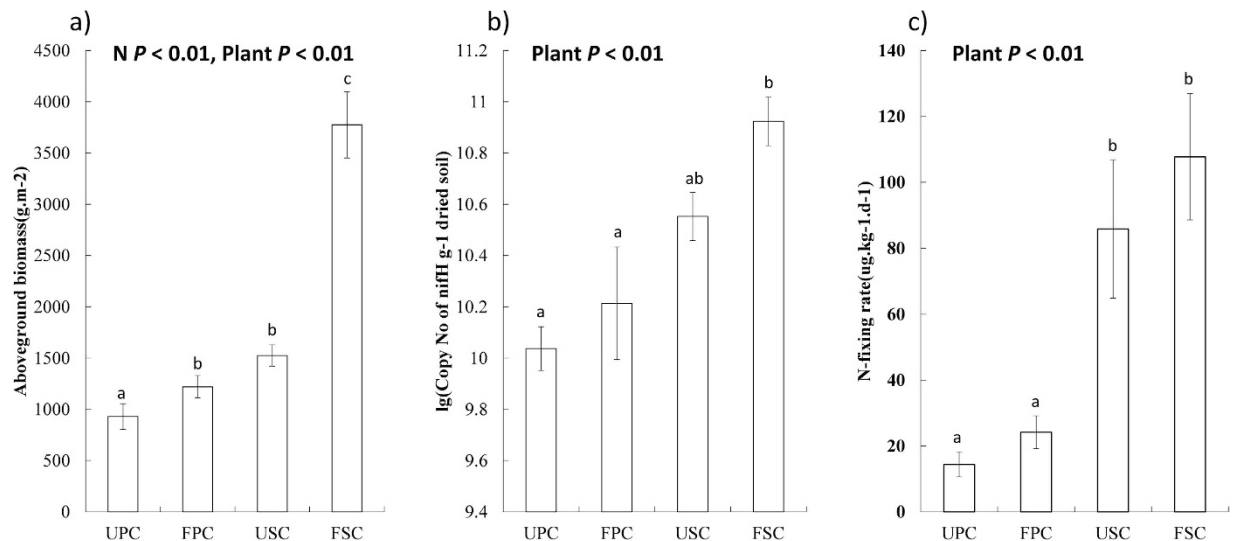 a)
N P < 0.01, Plant P < 0.01
4500
4000
3500
3000
2500
2000
1500
1000
500
0
Aboveground biomass(g.m-2)
a
b
b
c
UPC FPC USC FSC
b)
Plant P < 0.01
11.2
11
10.8
10.6
10.4
10.2
10
9.8
9.6
9.4
lg(Copy No of nifH g-1 dried soil)
a
a
ab
b
UPC FPC USC FSC
c)
Plant P < 0.01
140
120
100
80
60
40
20
0
N-fixing rate(ug.kg-1.d-1)
a
a
b
b
UPC FPC USC FSC